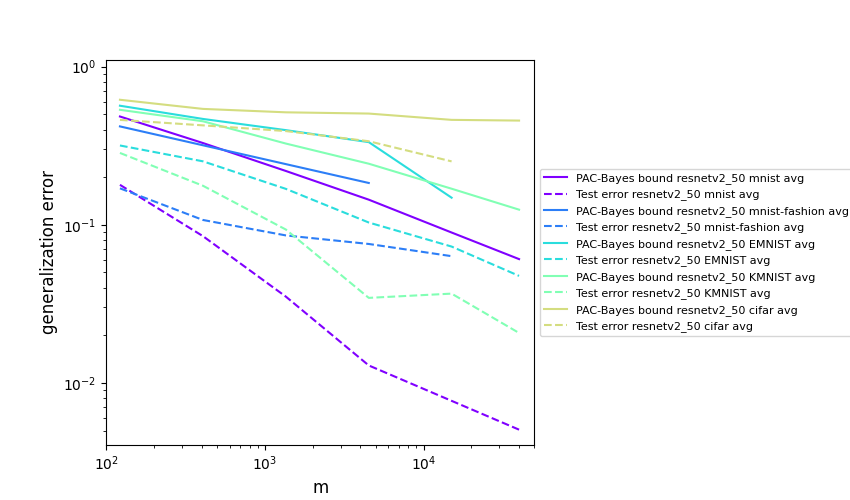 10⁰
10⁻¹
10⁻²
generalization error
10² 10³ 10⁴
m
PAC-Bayes bound resnetv2_50 mnist avg
Test error resnetv2_50 mnist avg
PAC-Bayes bound resnetv2_50 mnist-fashion avg
Test error resnetv2_50 mnist-fashion avg
PAC-Bayes bound resnetv2_50 EMNIST avg
Test error resnetv2_50 EMNIST avg
PAC-Bayes bound resnetv2_50 KMNIST avg
Test error resnetv2_50 KMNIST avg
PAC-Bayes bound resnetv2_50 cifar avg
Test error resnetv2_50 cifar avg